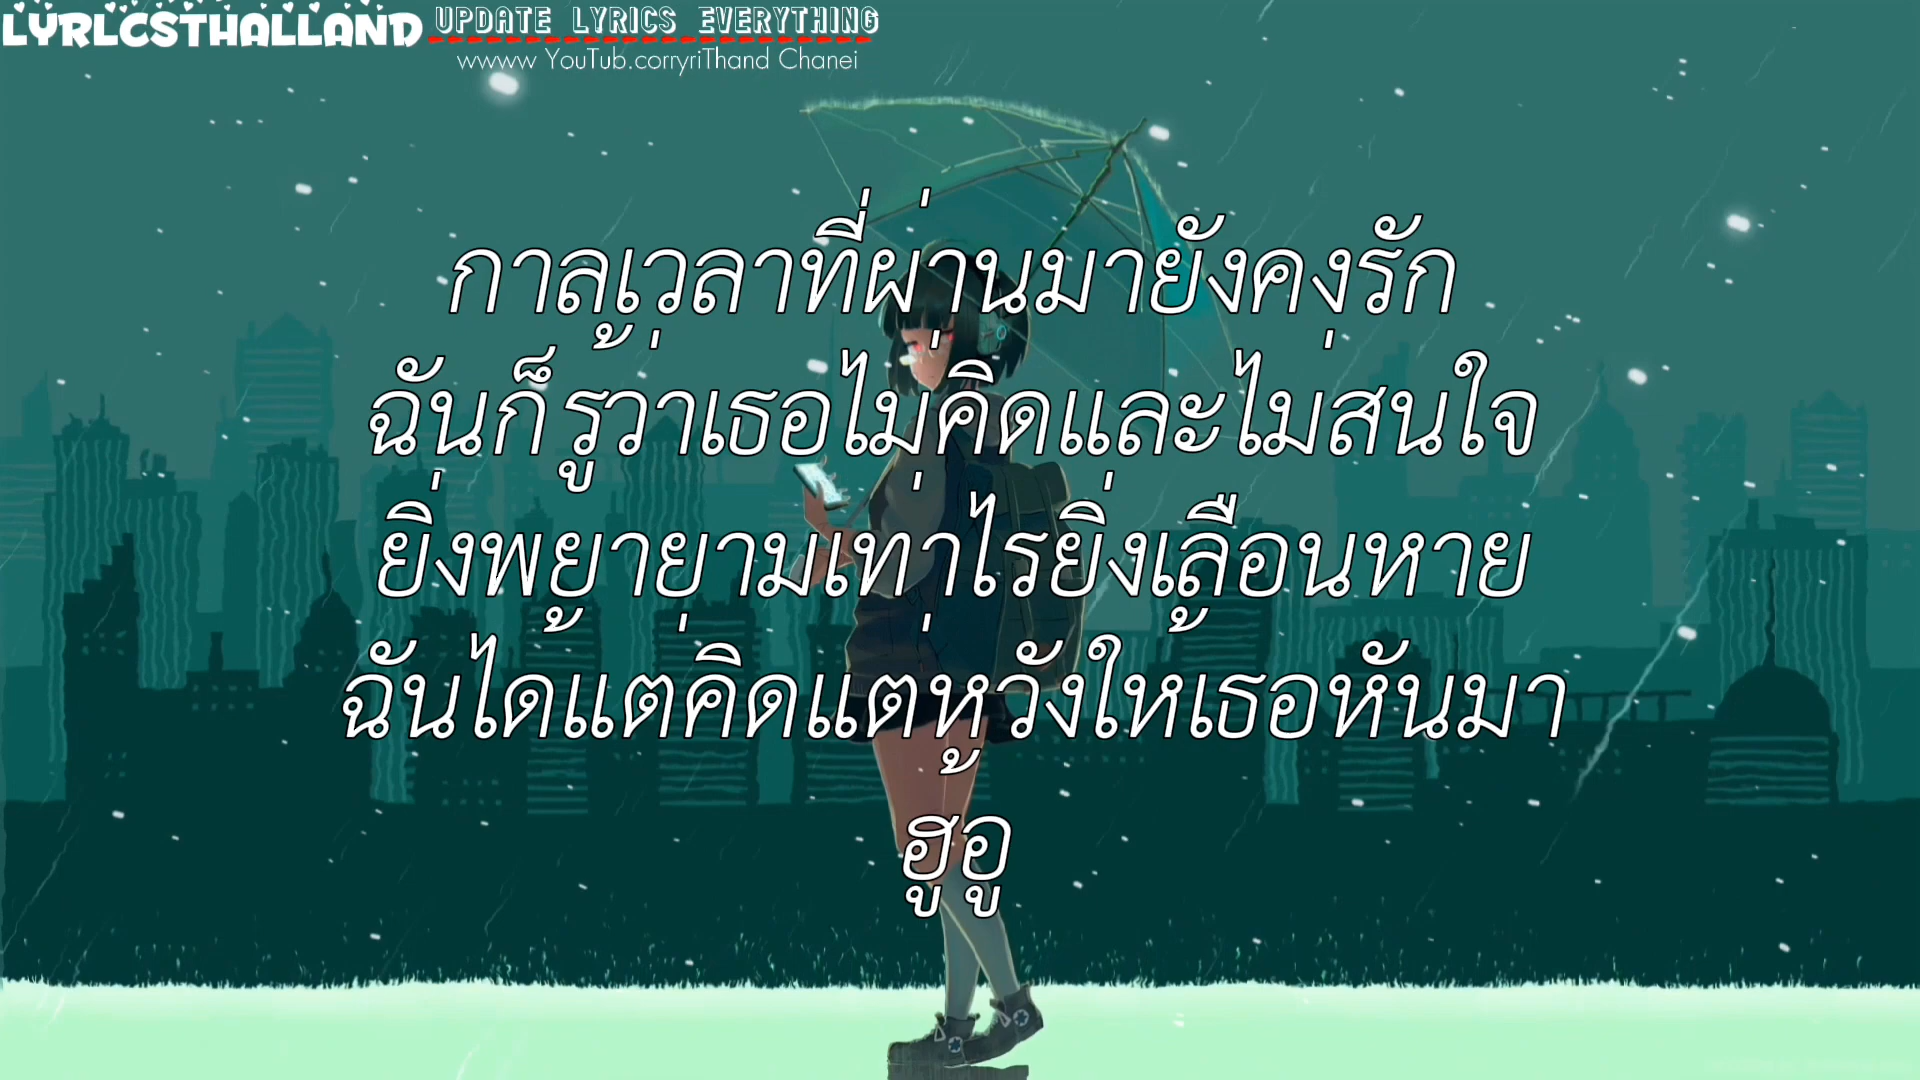 LYRLCSTHALLAND
UPDATE LYRICS EVERYTHING
wwww YouTub.corryriThand Chanei
กาลเวลาที่ผ่านมายังคงรัก
ฉันก็รู้ว่าเธอไม่คิดและไม่สนใจ
ยิ่งพยายามเท่าไรยิ่งเลือนหาย
ฉันได้แต่คิดแต่หวังให้เธอหันมา
ฮูอู